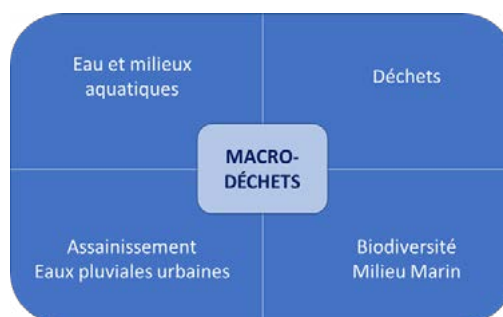 Eau et milieux
aquatiques
Déchets
MACRO-
DÉCHETS
Assainissement
Eaux pluviales urbaines
Biodiversité
Milieu Marin